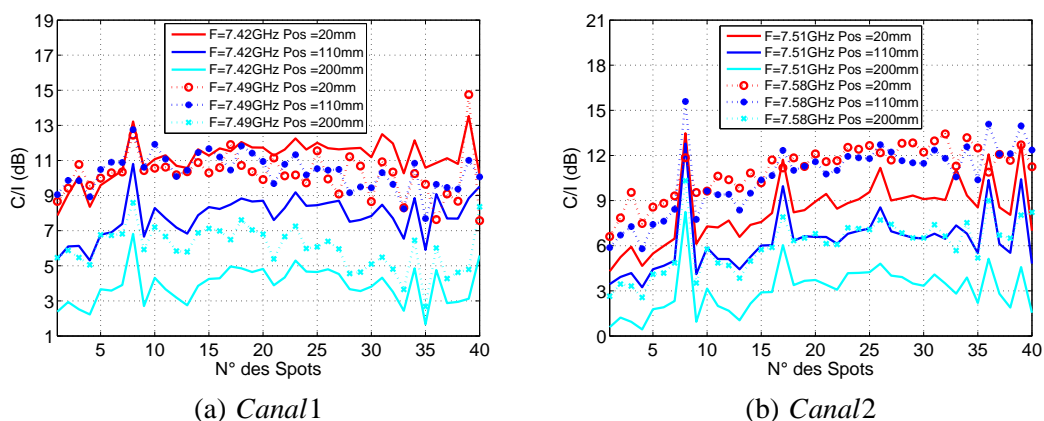 19
17
15
13
11
9
7
5
3
1
C/I (dB)
F=7.42GHz Pos =20mm
F=7.42GHz Pos =110mm
F=7.42GHz Pos =200mm
F=7.49GHz Pos =20mm
F=7.49GHz Pos =110mm
F=7.49GHz Pos =200mm
5 10 15 20 25 30 35 40
N° des Spots
(a) Canal1
21
18
15
12
9
6
3
0
C/I (dB)
F=7.51GHz Pos =20mm
F=7.51GHz Pos =110mm
F=7.51GHz Pos =200mm
F=7.58GHz Pos =20mm
F=7.58GHz Pos =110mm
F=7.58GHz Pos =200mm
5 10 15 20 25 30 35 40
N° des Spots
(b) Canal2